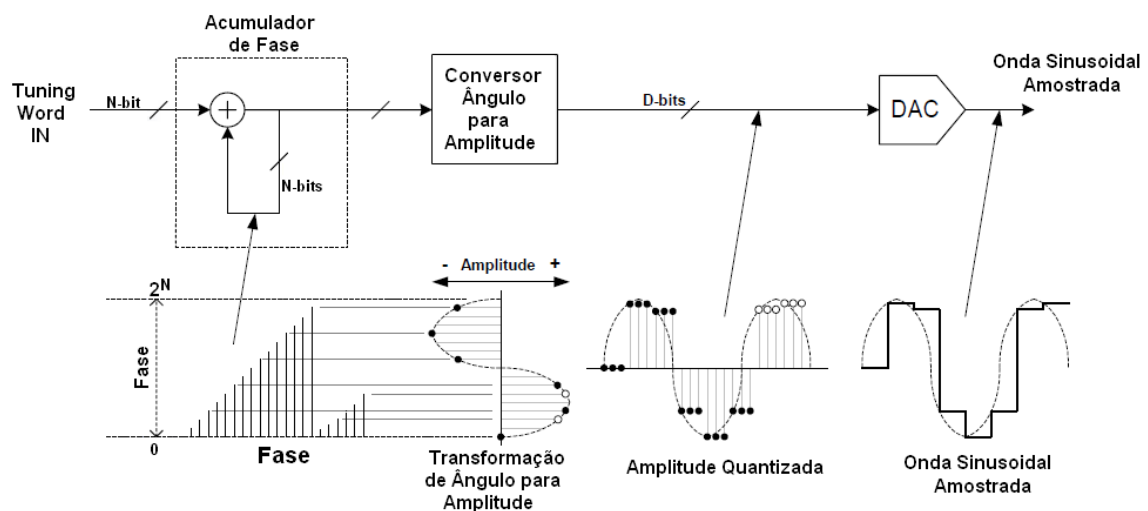 Acumulador
de Fase
Tuning
Word
IN
N-bit
+
N-bits
Conversor
Ângulo
para
Amplitude
D-bits
DAC
Onda Sinusoidal
Amostrada
2^N
Fase
0
Fase
- Amplitude +
Transformação
de Ângulo para
Amplitude
Amplitude Quantizada
Onda Sinusoidal
Amostrada